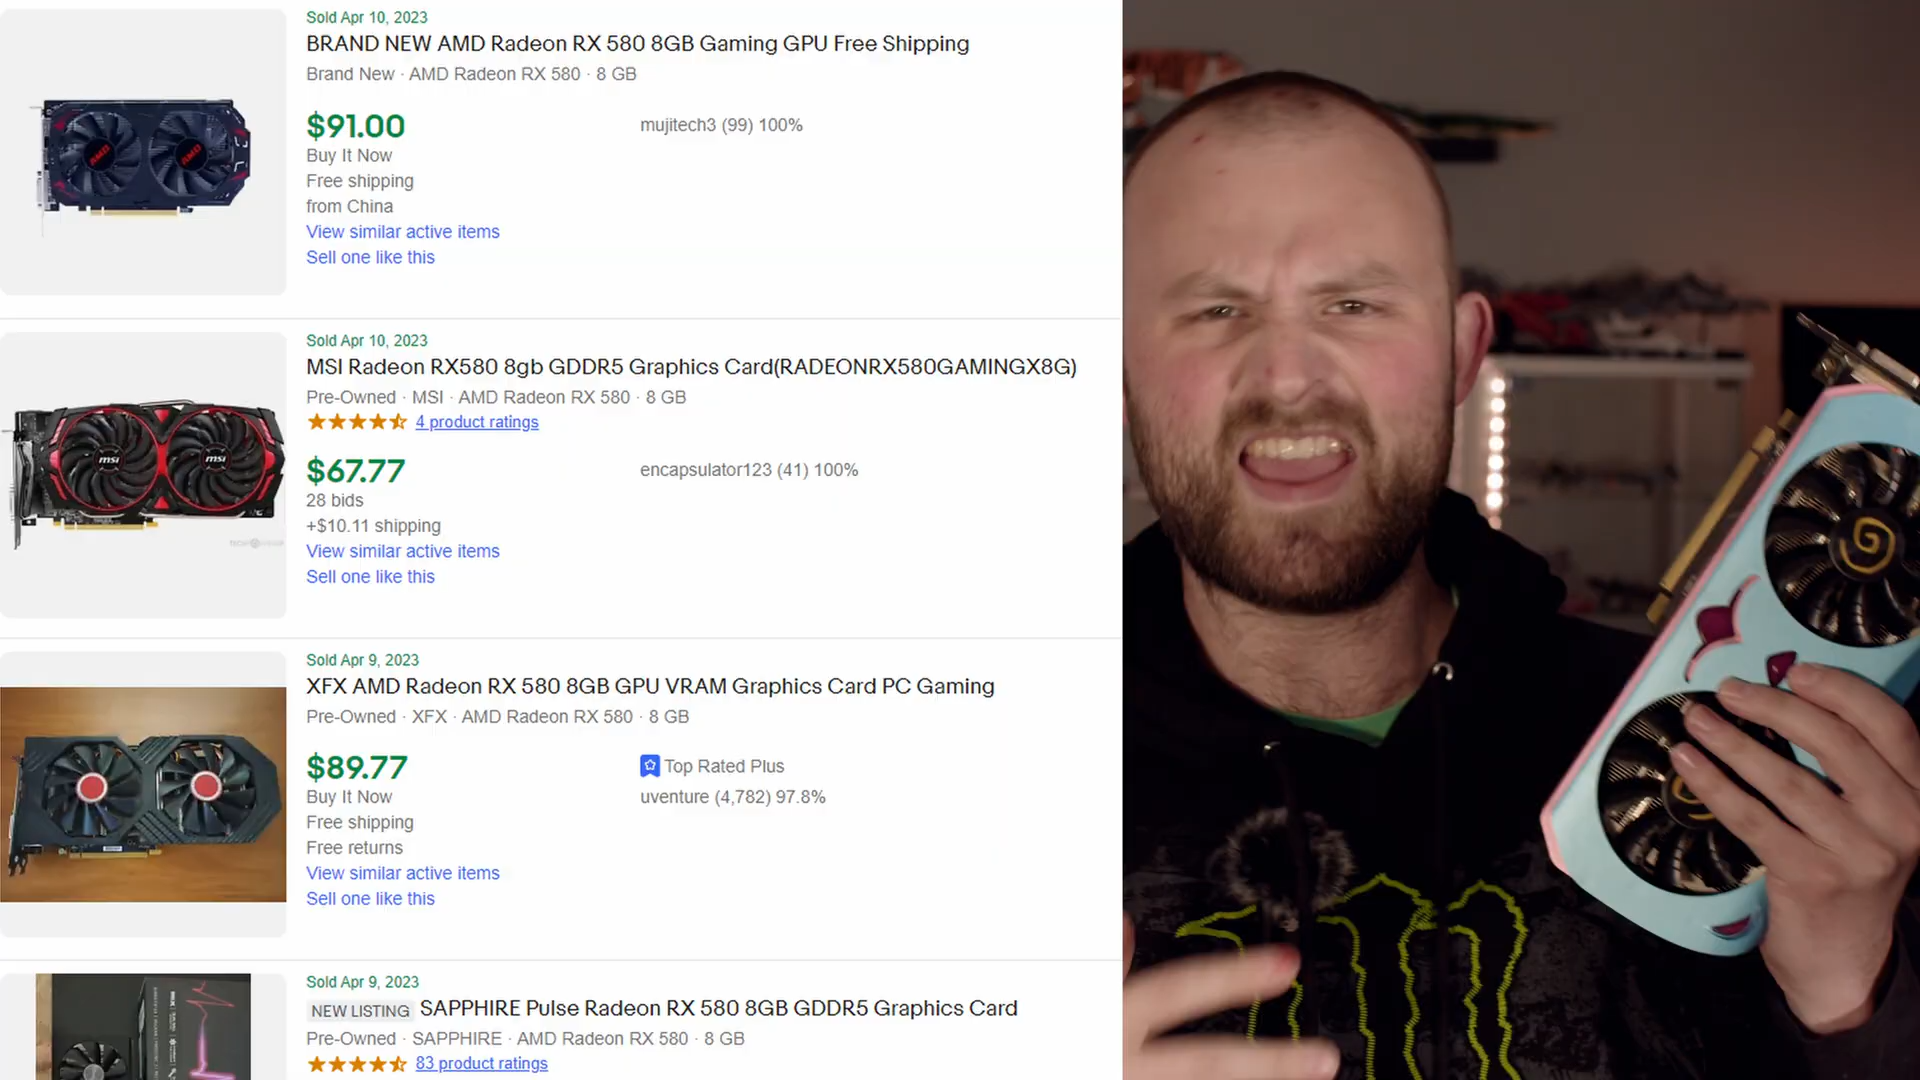 Sold Apr 10, 2023
BRAND NEW AMD Radeon RX 580 8GB Gaming GPU Free Shipping
Brand New · AMD Radeon RX 580 · 8 GB
$91.00
mujitech3 (99) 100%
Buy It Now
Free shipping
from China
View similar active items
Sell one like this
AMD
AMD
Sold Apr 10, 2023
MSI Radeon RX580 8gb GDDR5 Graphics Card(RADEONRX580GAMINGX8G)
Pre-Owned · MSI · AMD Radeon RX 580 · 8 GB
4 product ratings
$67.77
encapsulator123 (41) 100%
28 bids
+$10.11 shipping
View similar active items
Sell one like this
msi
msi
Sold Apr 9, 2023
XFX AMD Radeon RX 580 8GB GPU VRAM Graphics Card PC Gaming
Pre-Owned · XFX · AMD Radeon RX 580 · 8 GB
$89.77
Top Rated Plus
Buy It Now
uventure (4,782) 97.8%
Free shipping
Free returns
View similar active items
Sell one like this
Sold Apr 9, 2023
NEW LISTING SAPPHIRE Pulse Radeon RX 580 8GB GDDR5 Graphics Card
Pre-Owned · SAPPHIRE · AMD Radeon RX 580 · 8 GB
83 product ratings